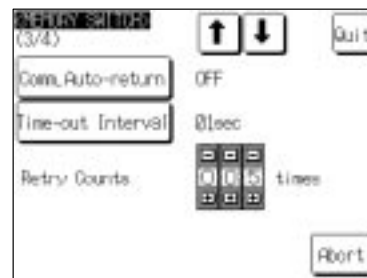 (MEMORY SWITCH)
(3/4)
Quit
Comm. Auto-return OFF
Time-out Interval 01sec
Retry Counts 005 times
Abort